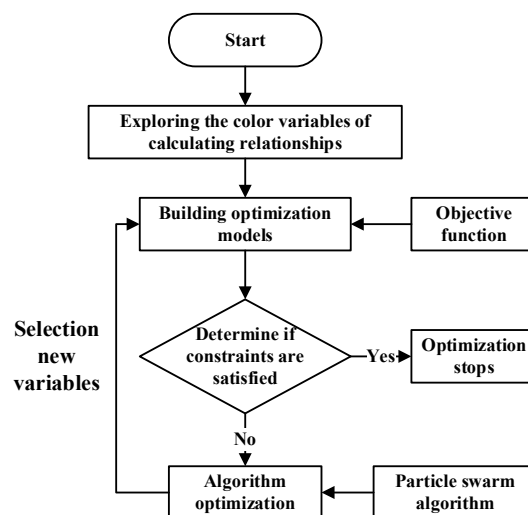 Start
Exploring the color variables of
calculating relationships
Building optimization
models
Objective
function
Selection
new
variables
Determine if
constraints are
satisfied
Yes
Optimization
stops
No
Algorithm
optimization
Particle swarm
algorithm